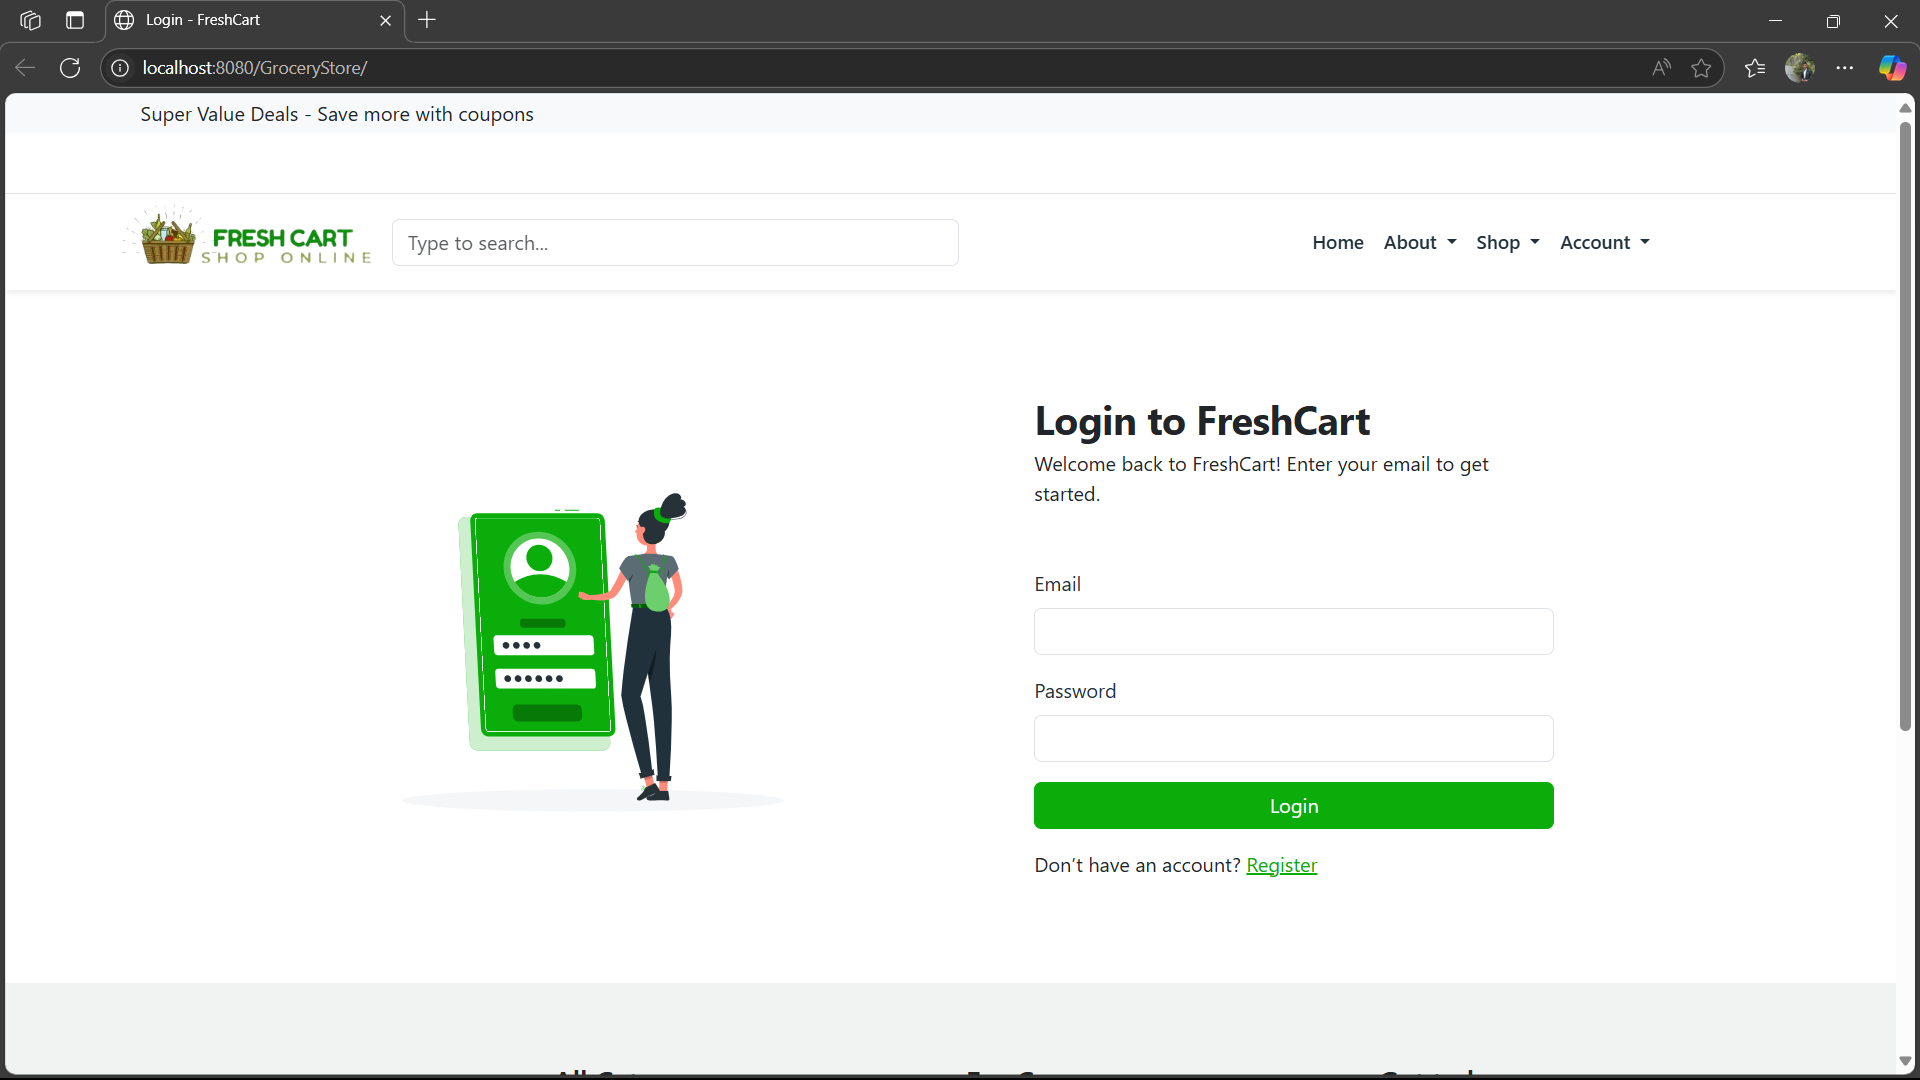 Login - FreshCart
localhost:8080/GroceryStore/
Super Value Deals - Save more with coupons
FRESH CART
SHOP ONLINE
Type to search...
Home About Shop Account
Login to FreshCart
Welcome back to FreshCart! Enter your email to get
started.
Email
Password
Login
Don't have an account? Register